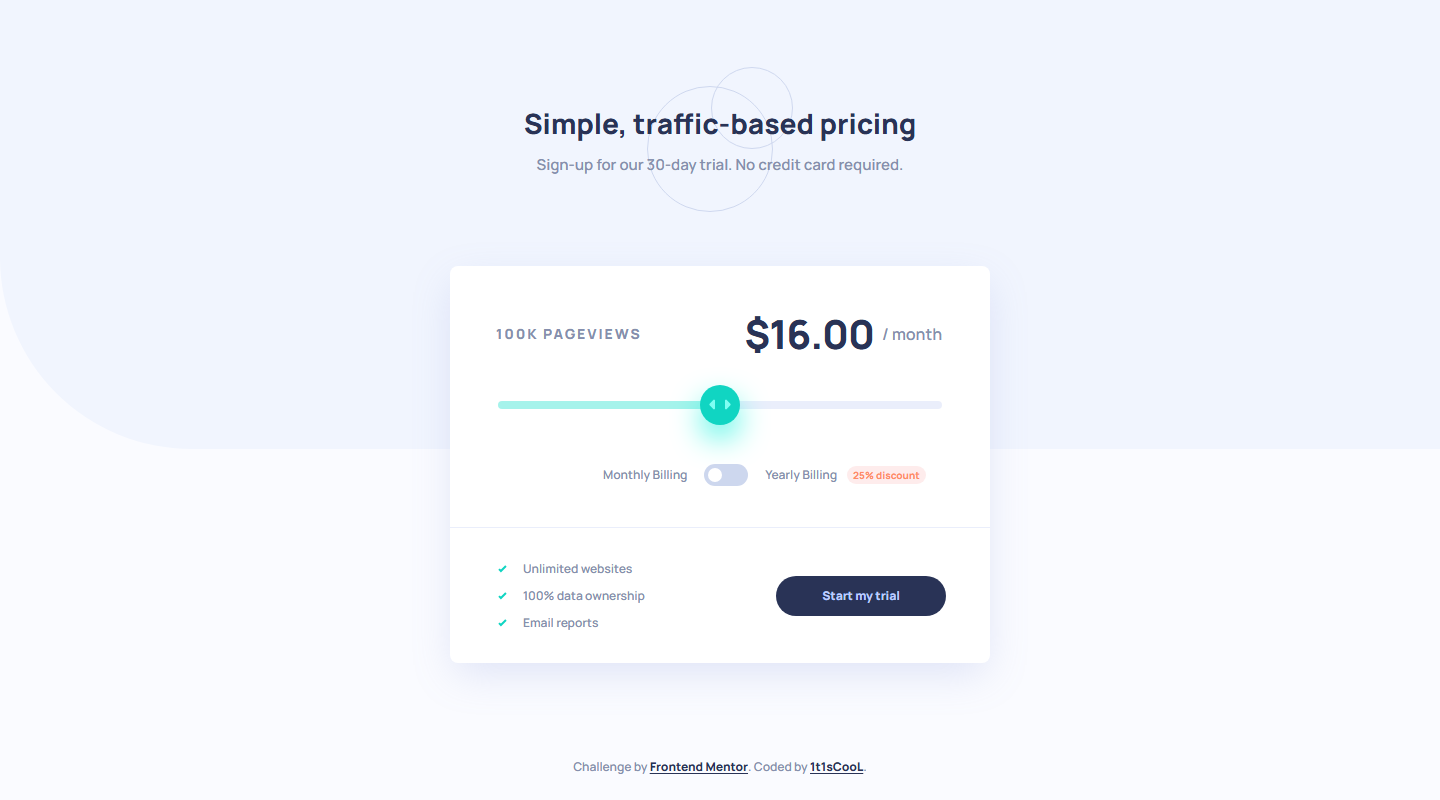 Simple, traffic-based pricing
Sign-up for our 30-day trial. No credit card required.
100K PAGEVIEWS
$16.00 / month
Monthly Billing
Yearly Billing
25% discount
Unlimited websites
100% data ownership
Email reports
Start my trial
Challenge by Frontend Mentor. Coded by 1t1sCooL.